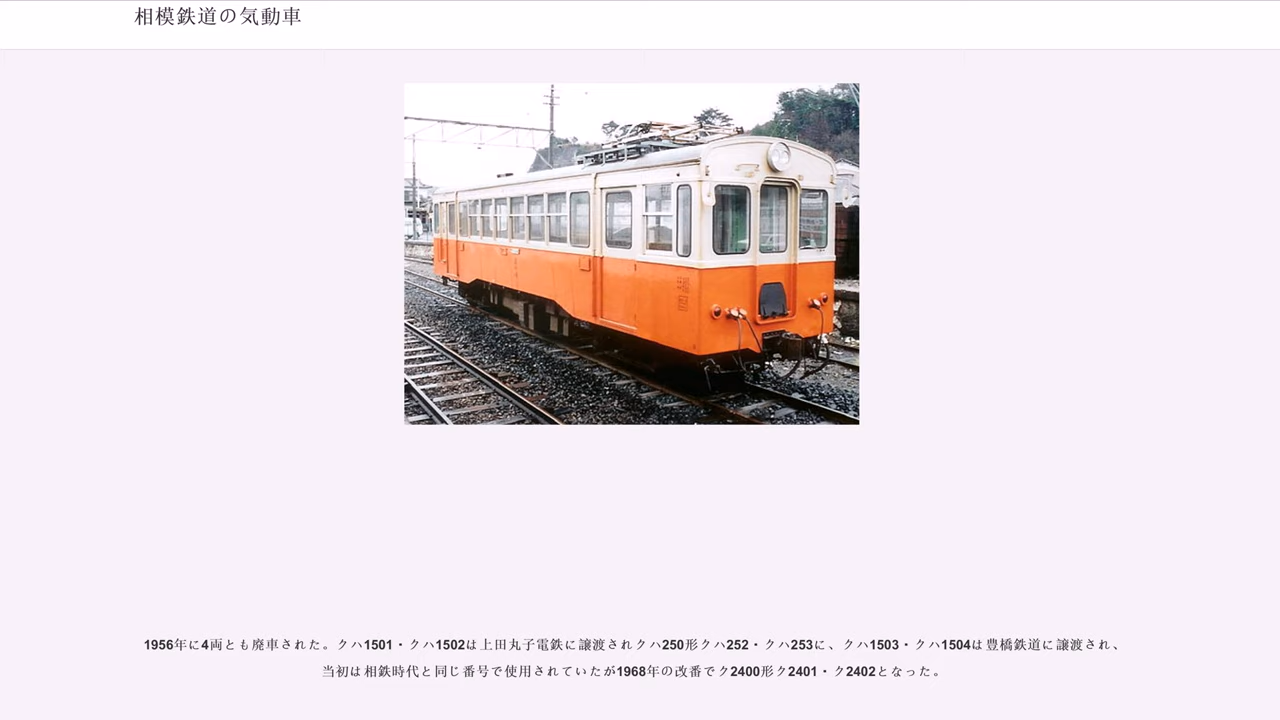 相模鉄道の気動車
1956年に4両とも廃車された。クハ1501・クハ1502は上田丸子電鉄に譲渡されクハ250形クハ252・クハ253に、クハ1503・クハ1504は豊橋鉄道に譲渡され、
当初は相鉄時代と同じ番号で使用されていたが1968年の改番でク2400形ク2401・ク2402となった。